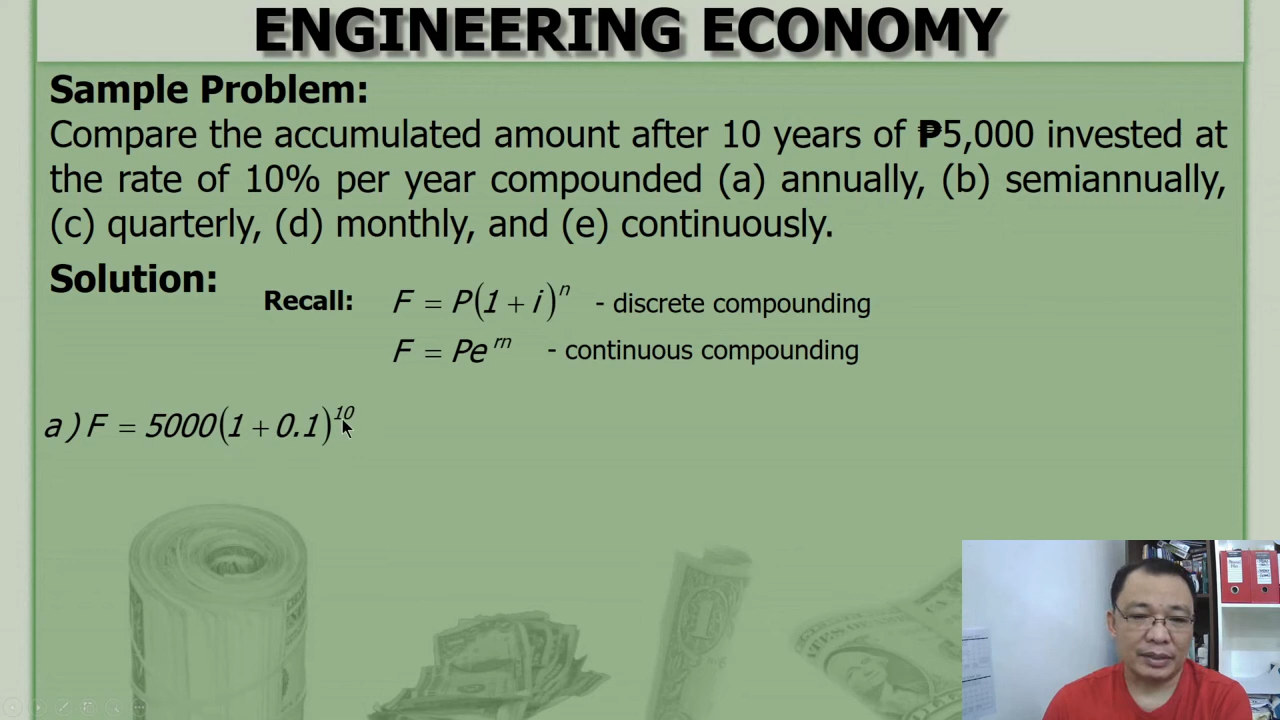 ENGINEERING ECONOMY
Sample Problem:
Compare the accumulated amount after 10 years of ₱5,000 invested at
the rate of 10% per year compounded (a) annually, (b) semiannually,
(c) quarterly, (d) monthly, and (e) continuously.
Solution:
Recall: F = P(1 + i)^n - discrete compounding
F = Pe^rn - continuous compounding
a) F = 5000(1 + 0.1)^10